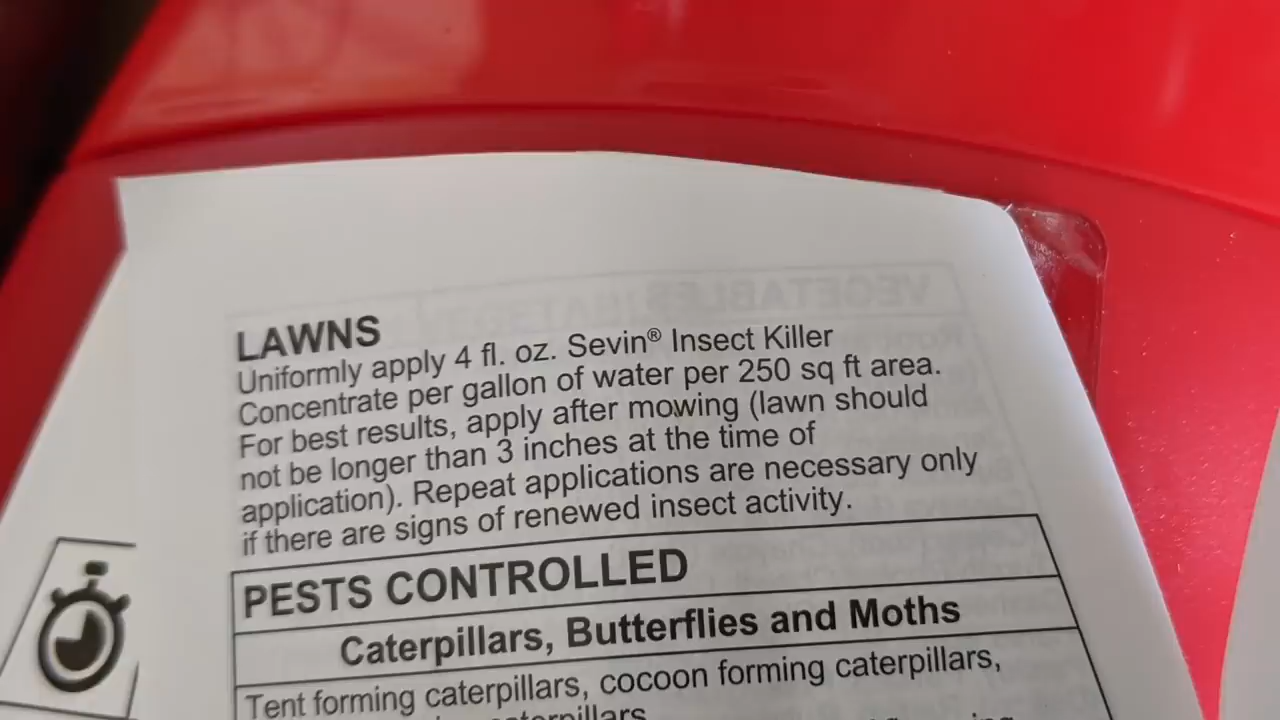 LAWNS
Uniformly apply 4 fl. oz. Sevin® Insect Killer
Concentrate per gallon of water per 250 sq ft area.
For best results, apply after mowing (lawn should
not be longer than 3 inches at the time of
application). Repeat applications are necessary only
if there are signs of renewed insect activity.
PESTS CONTROLLED
Caterpillars, Butterflies and Moths
Tent forming caterpillars, cocoon forming caterpillars,
caterpillars